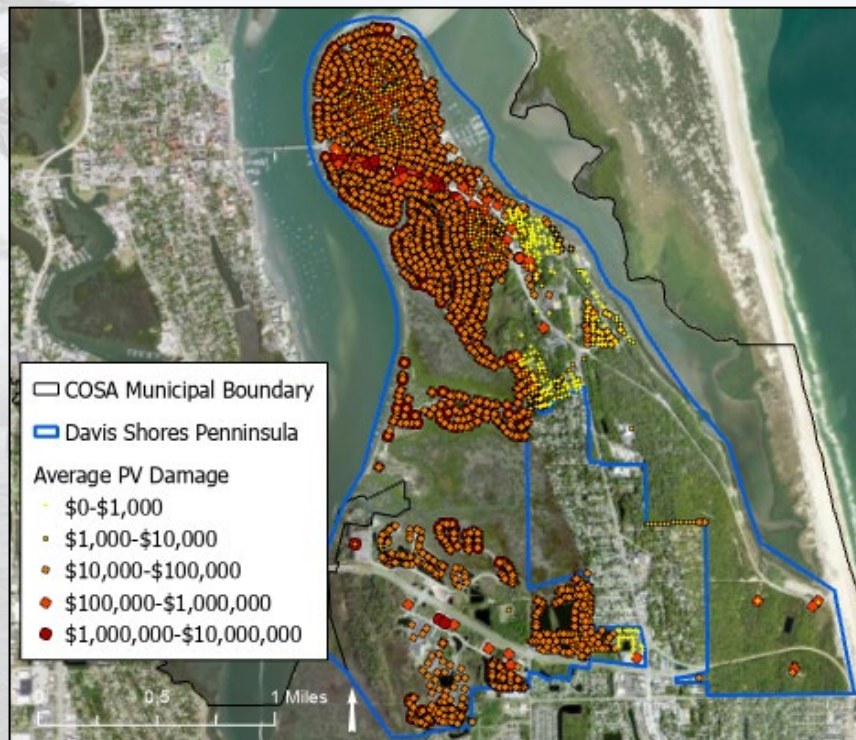 COSA Municipal Boundary
Davis Shores Penninsula
Average PV Damage
$0-$1,000
$1,000-$10,000
$10,000-$100,000
$100,000-$1,000,000
$1,000,000-$10,000,000
0 0.5 1 Miles